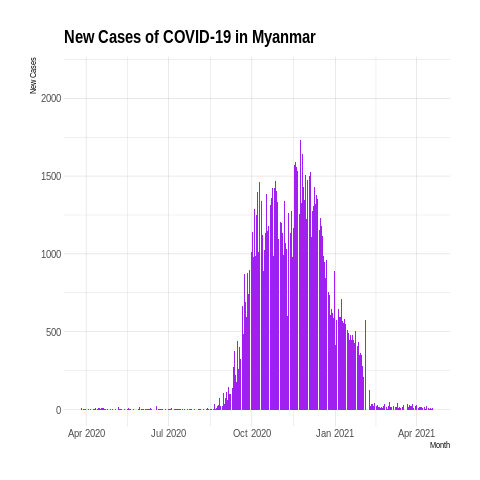 New Cases of COVID-19 in Myanmar
New Cases
2000
1500
1000
500
0
Apr 2020 Jul 2020 Oct 2020 Jan 2021 Apr 2021
Month